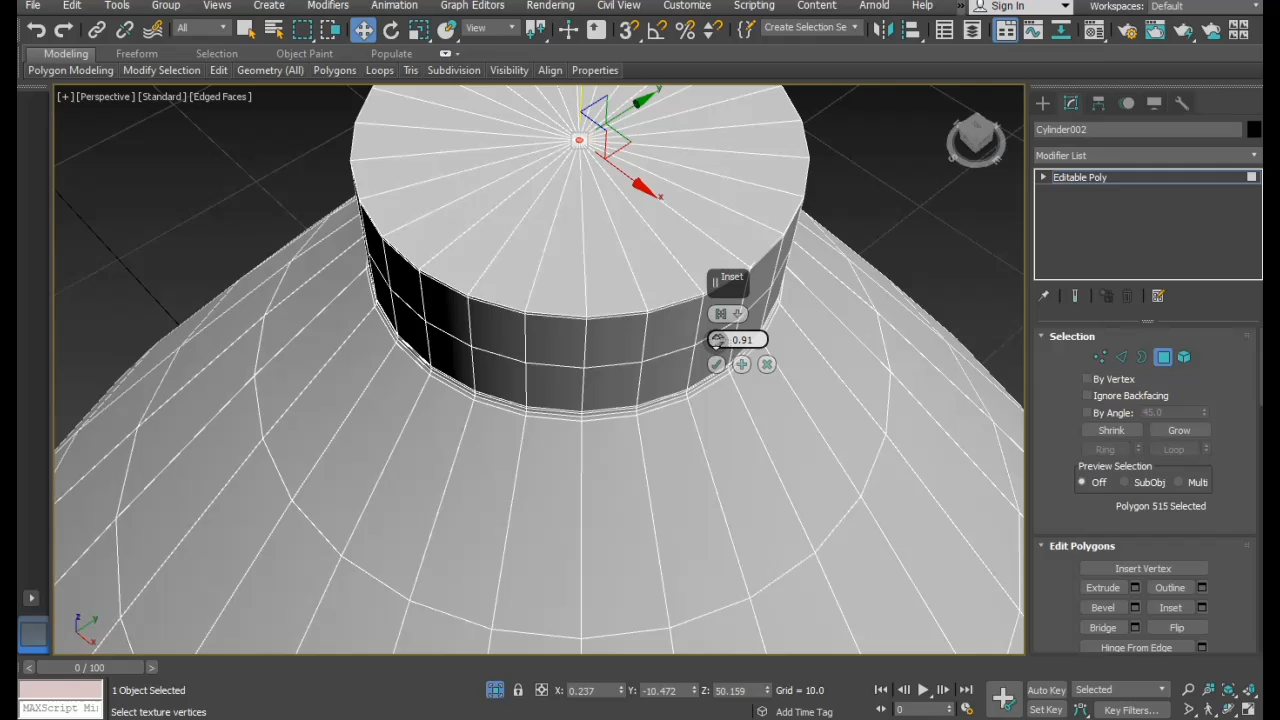 File Edit Tools Group Views Create Modifiers Animation Graph Editors Rendering Civil View Customize Scripting Content Arnold Help » Sign In Workspaces: Default
All View Create Selection Se
Modeling Freeform Selection Object Paint Populate
Polygon Modeling Modify Selection Edit Geometry (All) Polygons Loops Tris Subdivision Visibility Align Properties
[+] [Perspective] [Standard] [Edged Faces]
Cylinder002
Modifier List
Editable Poly
y
x
Inset
0.91
Selection
By Vertex
Ignore Backfacing
By Angle: 45.0
Shrink Grow
Ring Loop
Preview Selection
Off SubObj Multi
Polygon 515 Selected
Edit Polygons
Insert Vertex
Extrude Outline
Bevel Inset
Bridge Flip
Hinge From Edge
z
y
x
< 0 / 100 >
1 Object Selected X: 0.237 Y: -10.472 Z: 50.159 Grid = 10.0 Auto Key Selected
MAXScript Mi Select texture vertices Add Time Tag 0 Set Key Key Filters...